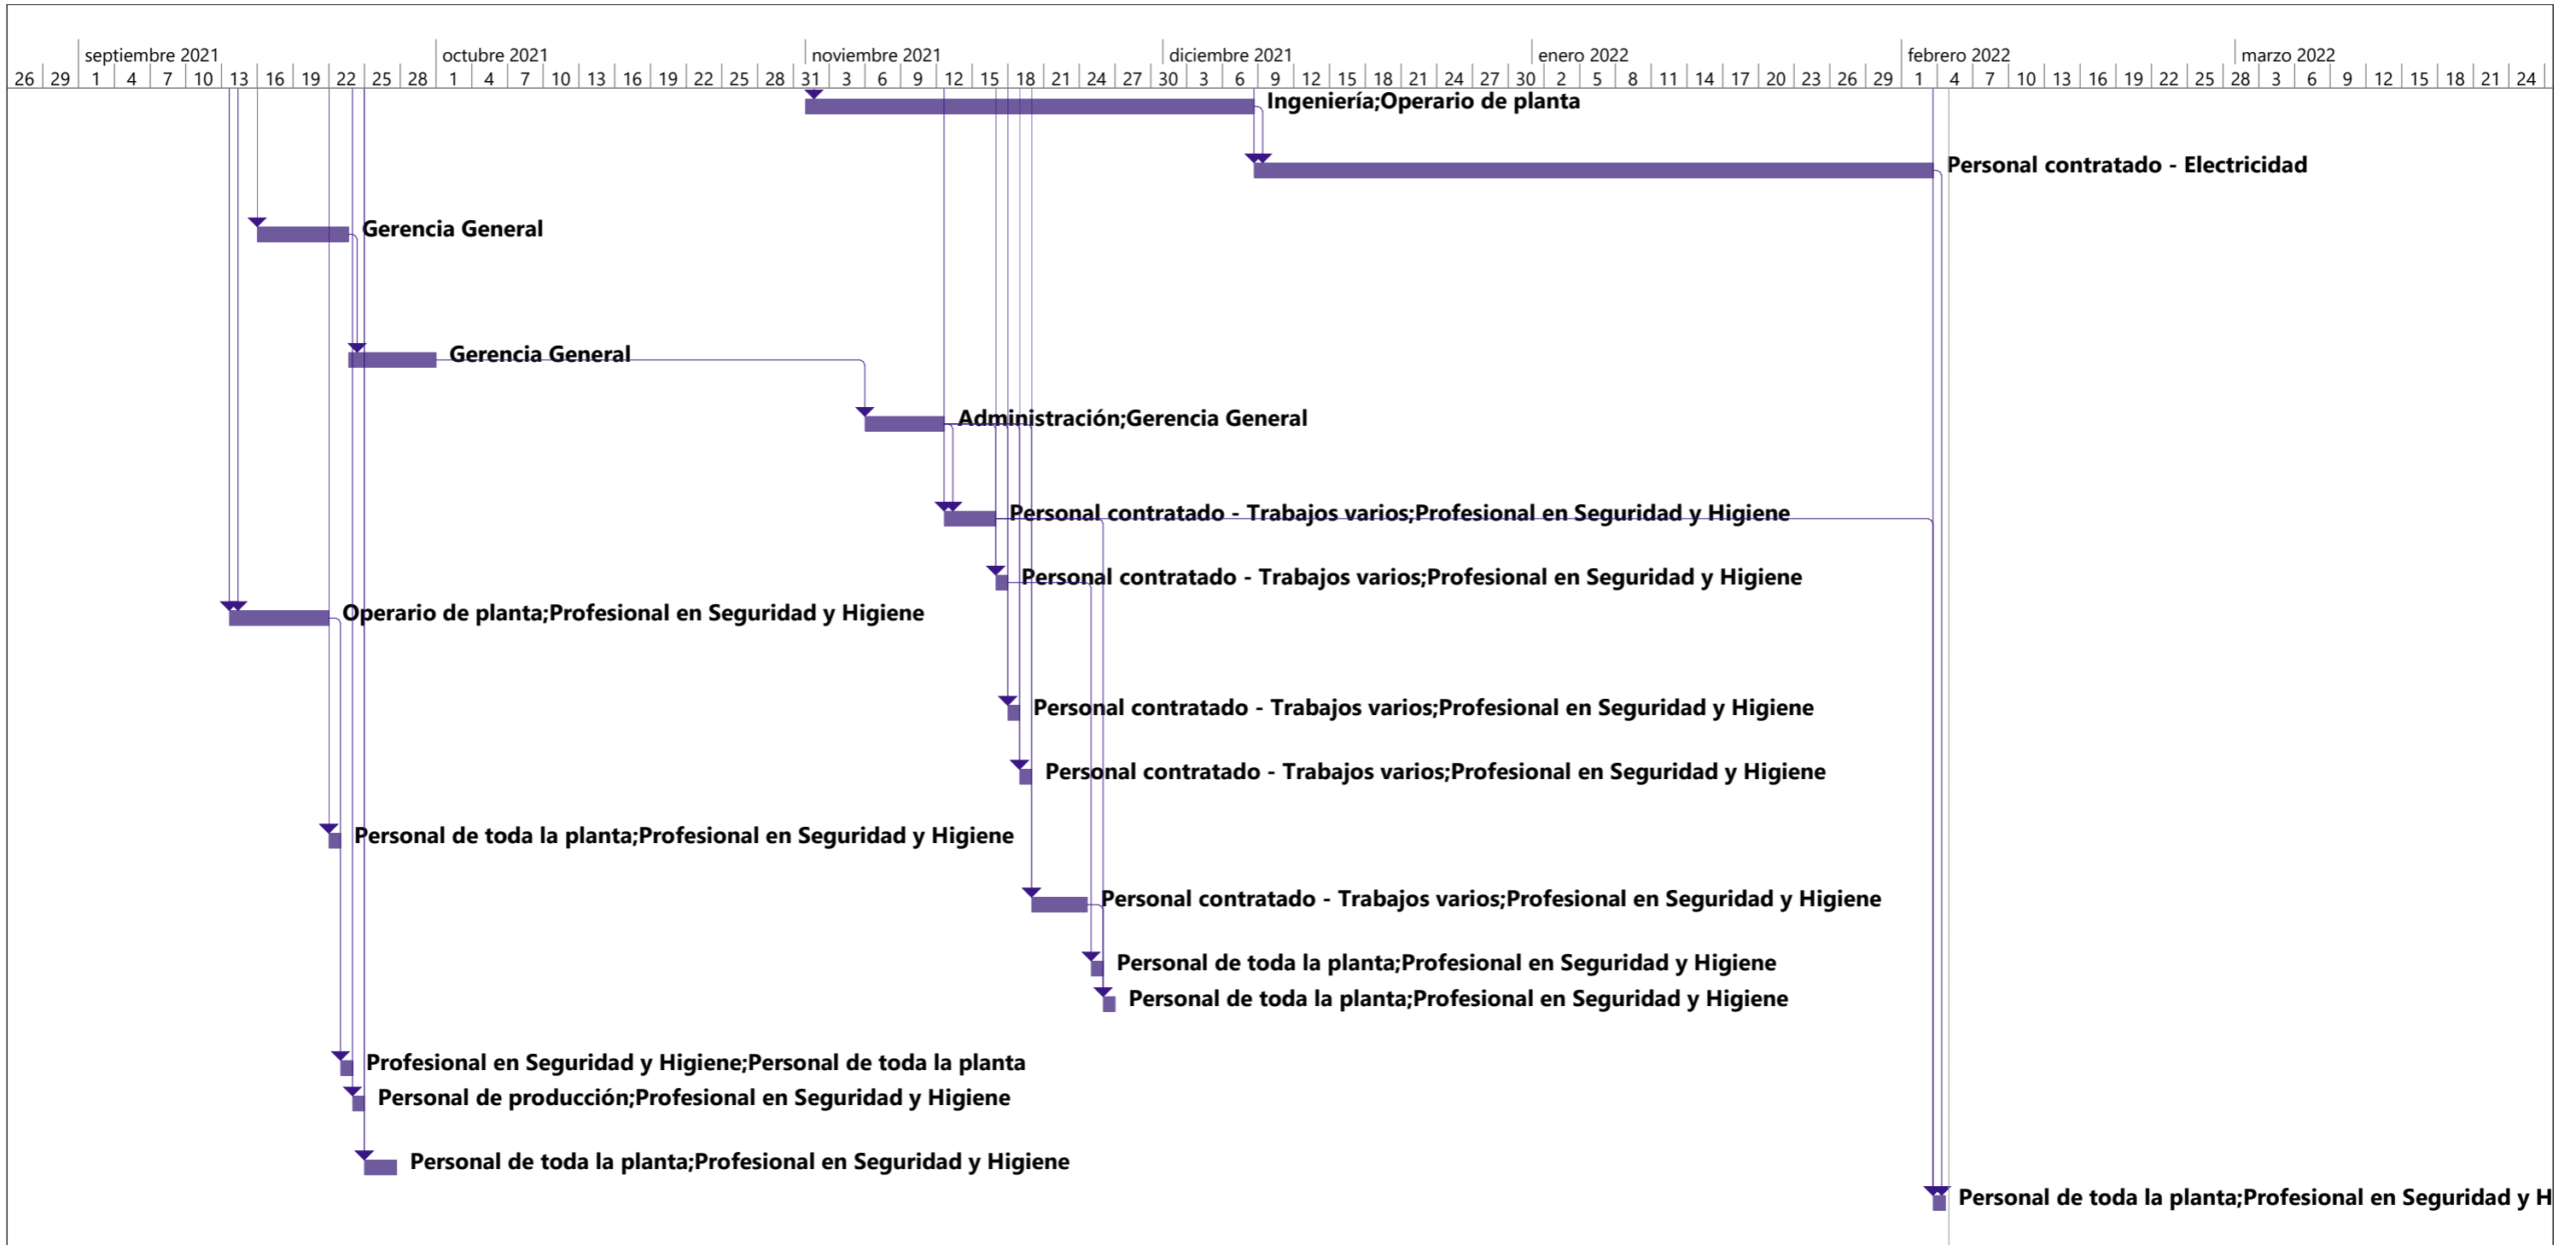 septiembre 2021 octubre 2021 noviembre 2021 diciembre 2021 enero 2022 febrero 2022 marzo 2022
26 29 1 4 7 10 13 16 19 22 25 28 1 4 7 10 13 16 19 22 25 28 31 3 6 9 12 15 18 21 24 27 30 3 6 9 12 15 18 21 24 27 30 2 5 8 11 14 17 20 23 26 29 1 4 7 10 13 16 19 22 25 28 3 6 9 12 15 18 21 24
Ingeniería;Operario de planta
Personal contratado - Electricidad
Gerencia General
Gerencia General
Administración;Gerencia General
Personal contratado - Trabajos varios;Profesional en Seguridad y Higiene
Personal contratado - Trabajos varios;Profesional en Seguridad y Higiene
Operario de planta;Profesional en Seguridad y Higiene
Personal contratado - Trabajos varios;Profesional en Seguridad y Higiene
Personal contratado - Trabajos varios;Profesional en Seguridad y Higiene
Personal de toda la planta;Profesional en Seguridad y Higiene
Personal contratado - Trabajos varios;Profesional en Seguridad y Higiene
Personal de toda la planta;Profesional en Seguridad y Higiene
Personal de toda la planta;Profesional en Seguridad y Higiene
Profesional en Seguridad y Higiene;Personal de toda la planta
Personal de producción;Profesional en Seguridad y Higiene
Personal de toda la planta;Profesional en Seguridad y Higiene
Personal de toda la planta;Profesional en Seguridad y H